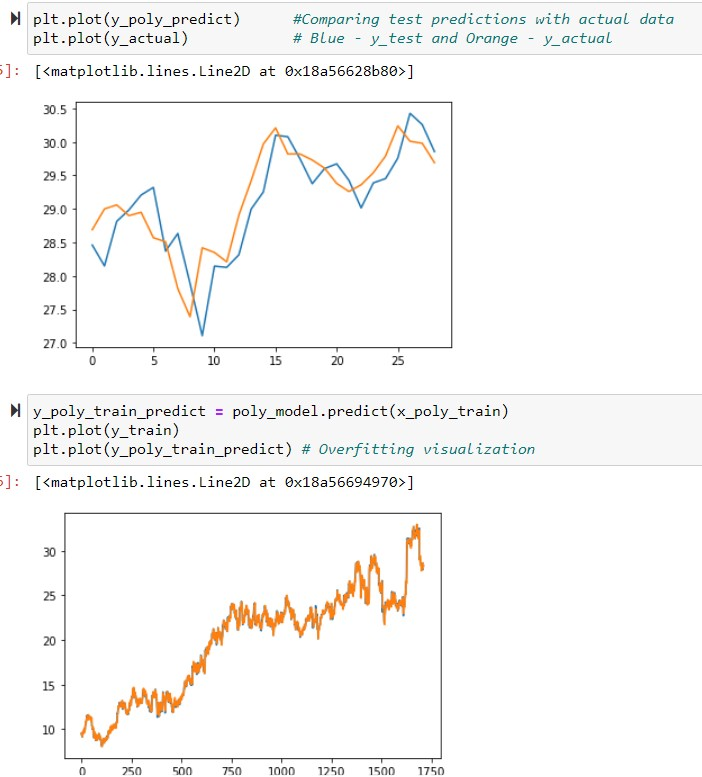 plt.plot(y_poly_predict)     #Comparing test predictions with actual data
plt.plot(y_actual)           # Blue - y_test and Orange - y_actual
5]: [<matplotlib.lines.Line2D at 0x18a56628b80>]
30.5
30.0
29.5
29.0
28.5
28.0
27.5
27.0
0 5 10 15 20 25
y_poly_train_predict = poly_model.predict(x_poly_train)
plt.plot(y_train)
plt.plot(y_poly_train_predict) # Overfitting visualization
5]: [<matplotlib.lines.Line2D at 0x18a56694970>]
30
25
20
15
10
0 250 500 750 1000 1250 1500 1750